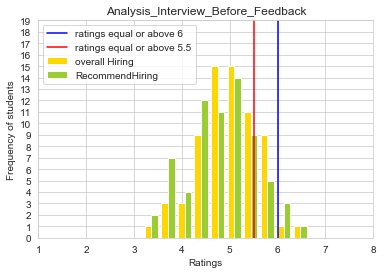 Analysis_Interview_Before_Feedback
19
18
17
16
15
14
13
12
11
10
9
8
7
6
5
4
3
2
1
0
Frequency of students
ratings equal or above 6
ratings equal or above 5.5
overall Hiring
RecommendHiring
1 2 3 4 5 6 7 8
Ratings